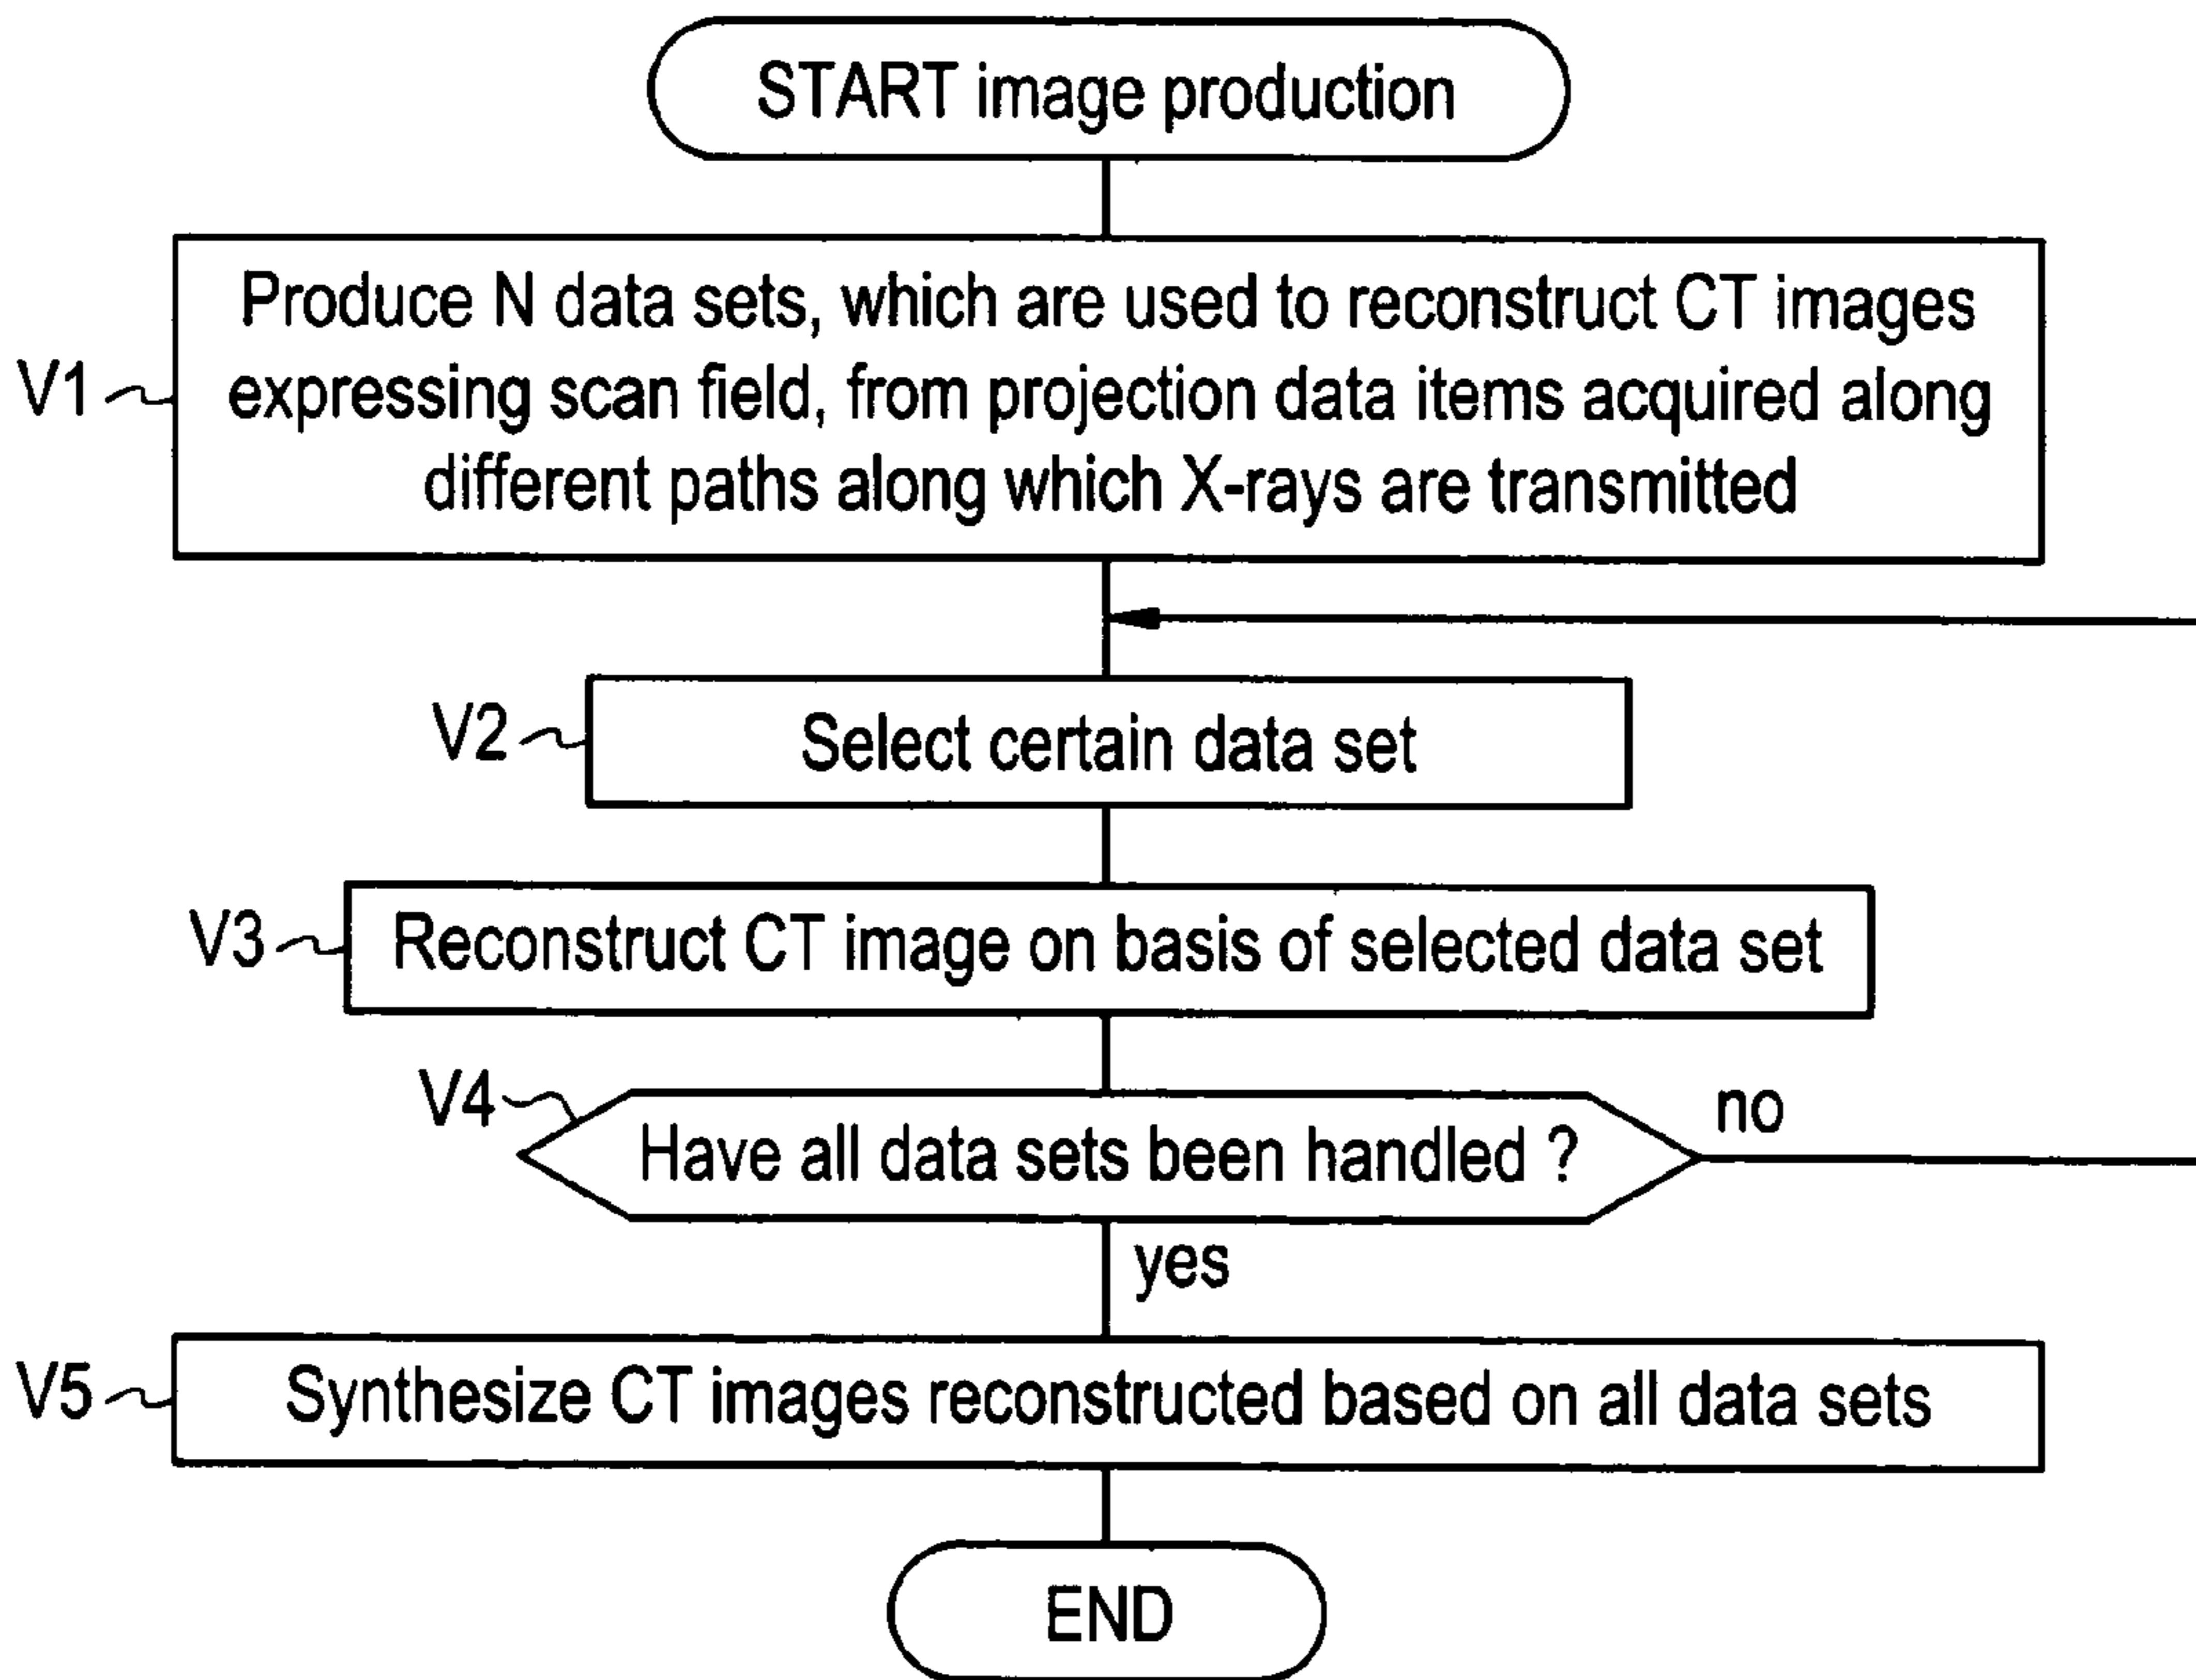 START image production
V1
Produce N data sets, which are used to reconstruct CT images
expressing scan field, from projection data items acquired along
different paths along which X-rays are transmitted
V2
Select certain data set
V3
Reconstruct CT image on basis of selected data set
V4
Have all data sets been handled ?
no
yes
V5
Synthesize CT images reconstructed based on all data sets
END